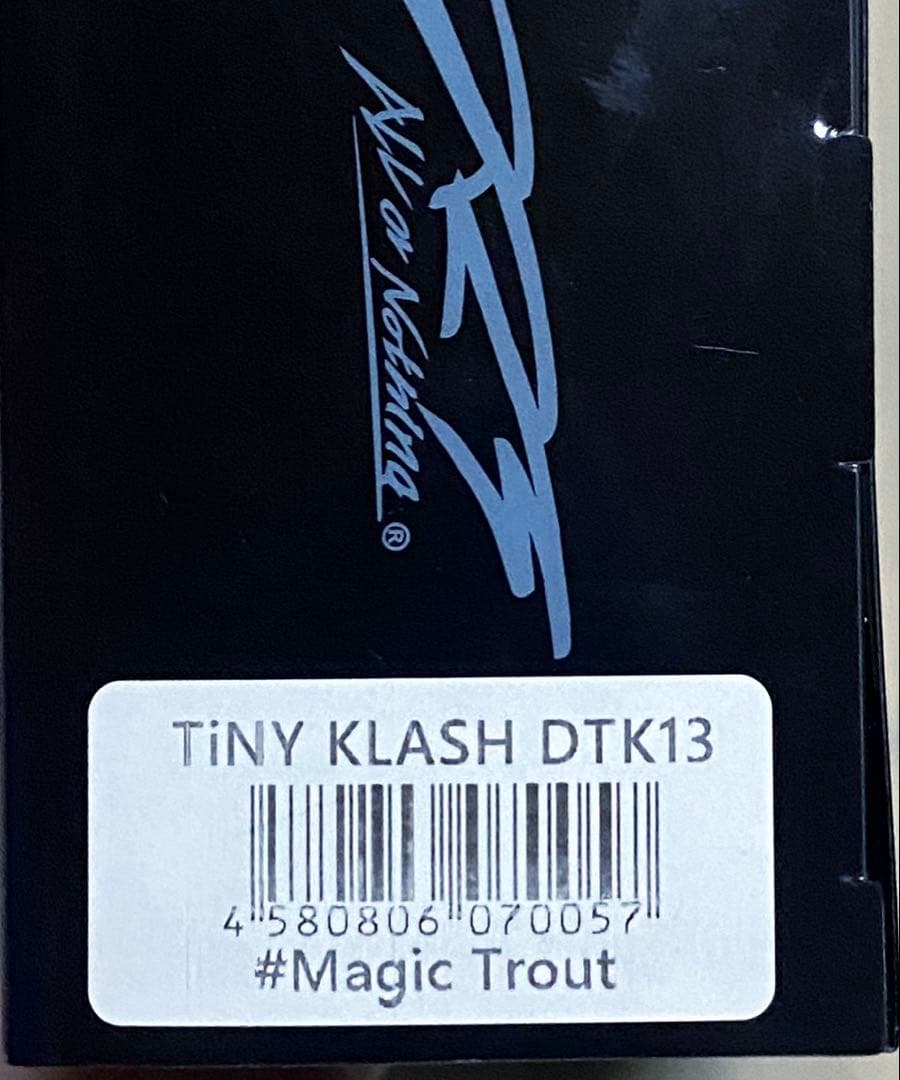 All or Nothing®
TiNY KLASH DTK13
4 580806 070057
#Magic Trout